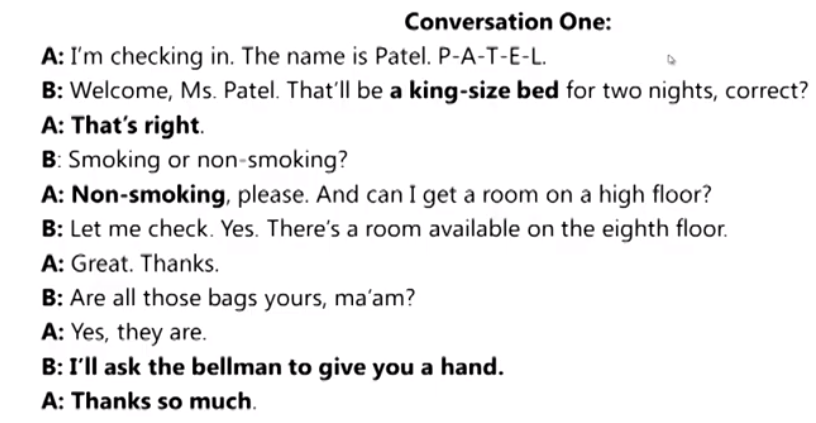 Conversation One:
A: I'm checking in. The name is Patel. P-A-T-E-L.
B: Welcome, Ms. Patel. That'll be a king-size bed for two nights, correct?
A: That's right.
B: Smoking or non-smoking?
A: Non-smoking, please. And can I get a room on a high floor?
B: Let me check. Yes. There's a room available on the eighth floor.
A: Great. Thanks.
B: Are all those bags yours, ma'am?
A: Yes, they are.
B: I'll ask the bellman to give you a hand.
A: Thanks so much.